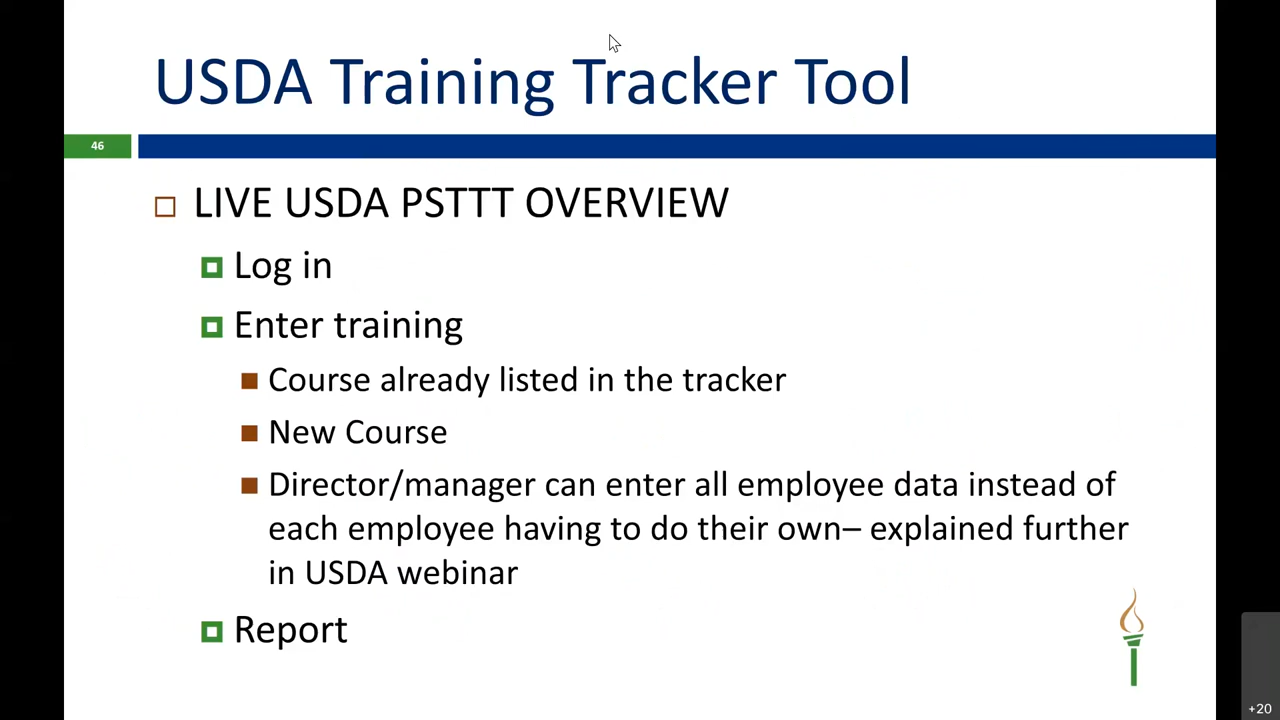 USDA Training Tracker Tool
46
LIVE USDA PSTTT OVERVIEW
Log in
Enter training
Course already listed in the tracker
New Course
Director/manager can enter all employee data instead of
each employee having to do their own– explained further
in USDA webinar
Report
+20